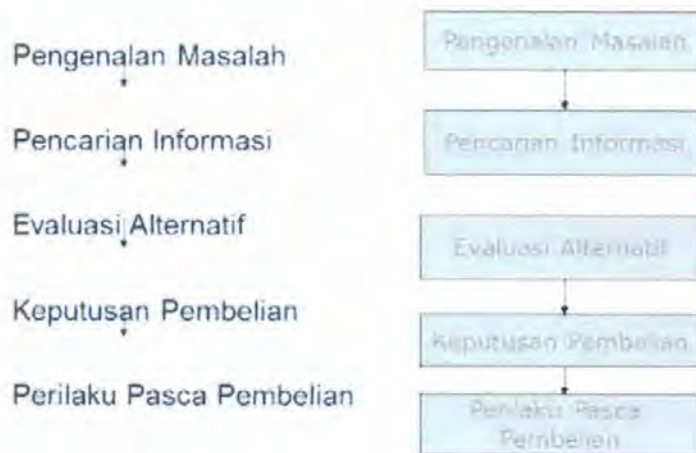 Pengenalan Masalah
Pencarian Informasi
Evaluasi Alternatif
Keputusan Pembelian
Perilaku Pasca Pembelian
Pengenalan Masalah
Pencarian Informasi
Evaluasi Alternatif
Keputusan Pembelian
Perilaku Pasca
Pembelian